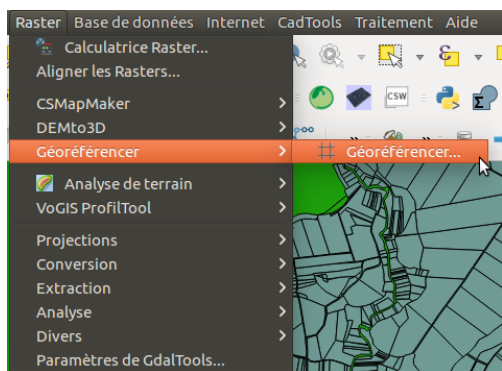 Raster Base de données Internet CadTools Traitement Aide
Calculatrice Raster...
Aligner les Rasters...
CSMapMaker
DEMto3D
Géoréférencer
Géoréférencer...
Analyse de terrain
VoGIS ProfilTool
Projections
Conversion
Extraction
Analyse
Divers
Paramètres de GdalTools...
CSW
ε
Σ